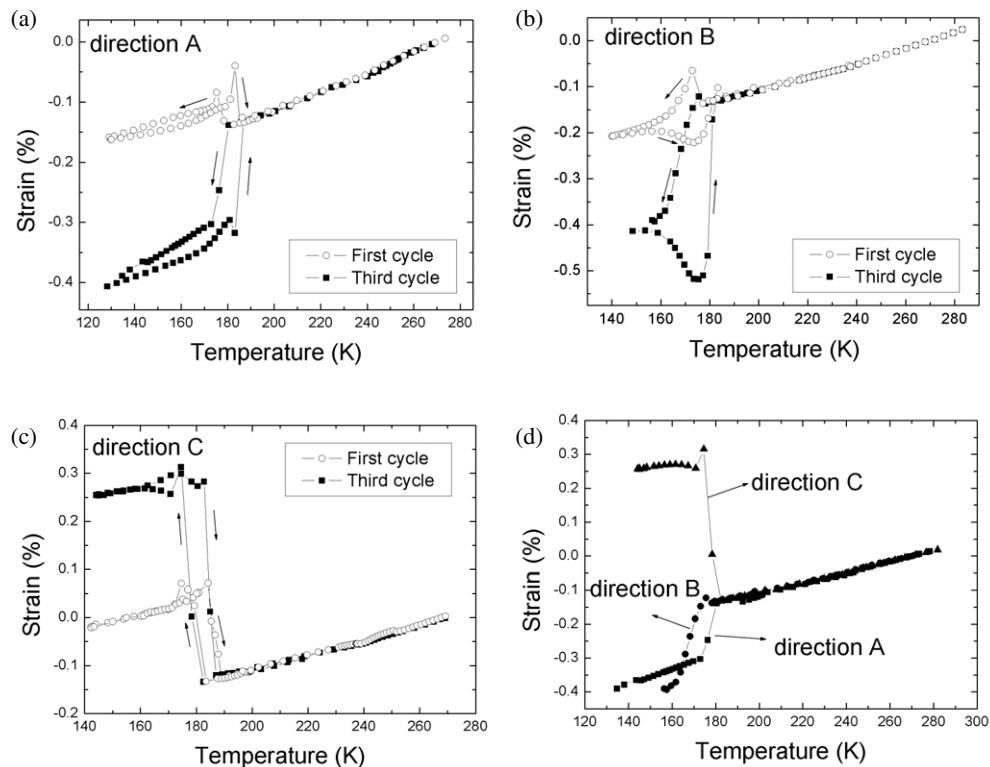 (a)
direction A
0.0
-0.1
-0.2
-0.3
-0.4
Strain (%)
First cycle
Third cycle
120 140 160 180 200 220 240 260 280
Temperature (K)
(b)
direction B
0.0
-0.1
-0.2
-0.3
-0.4
-0.5
Strain (%)
First cycle
Third cycle
140 160 180 200 220 240 260 280
Temperature (K)
(c)
direction C
0.4
0.3
0.2
0.1
0.0
-0.1
-0.2
Strain (%)
First cycle
Third cycle
140 160 180 200 220 240 260 280
Temperature (K)
(d)
0.4
0.3
0.2
0.1
0.0
-0.1
-0.2
-0.3
-0.4
Strain (%)
direction C
direction B
direction A
120 140 160 180 200 220 240 260 280 300
Temperature (K)